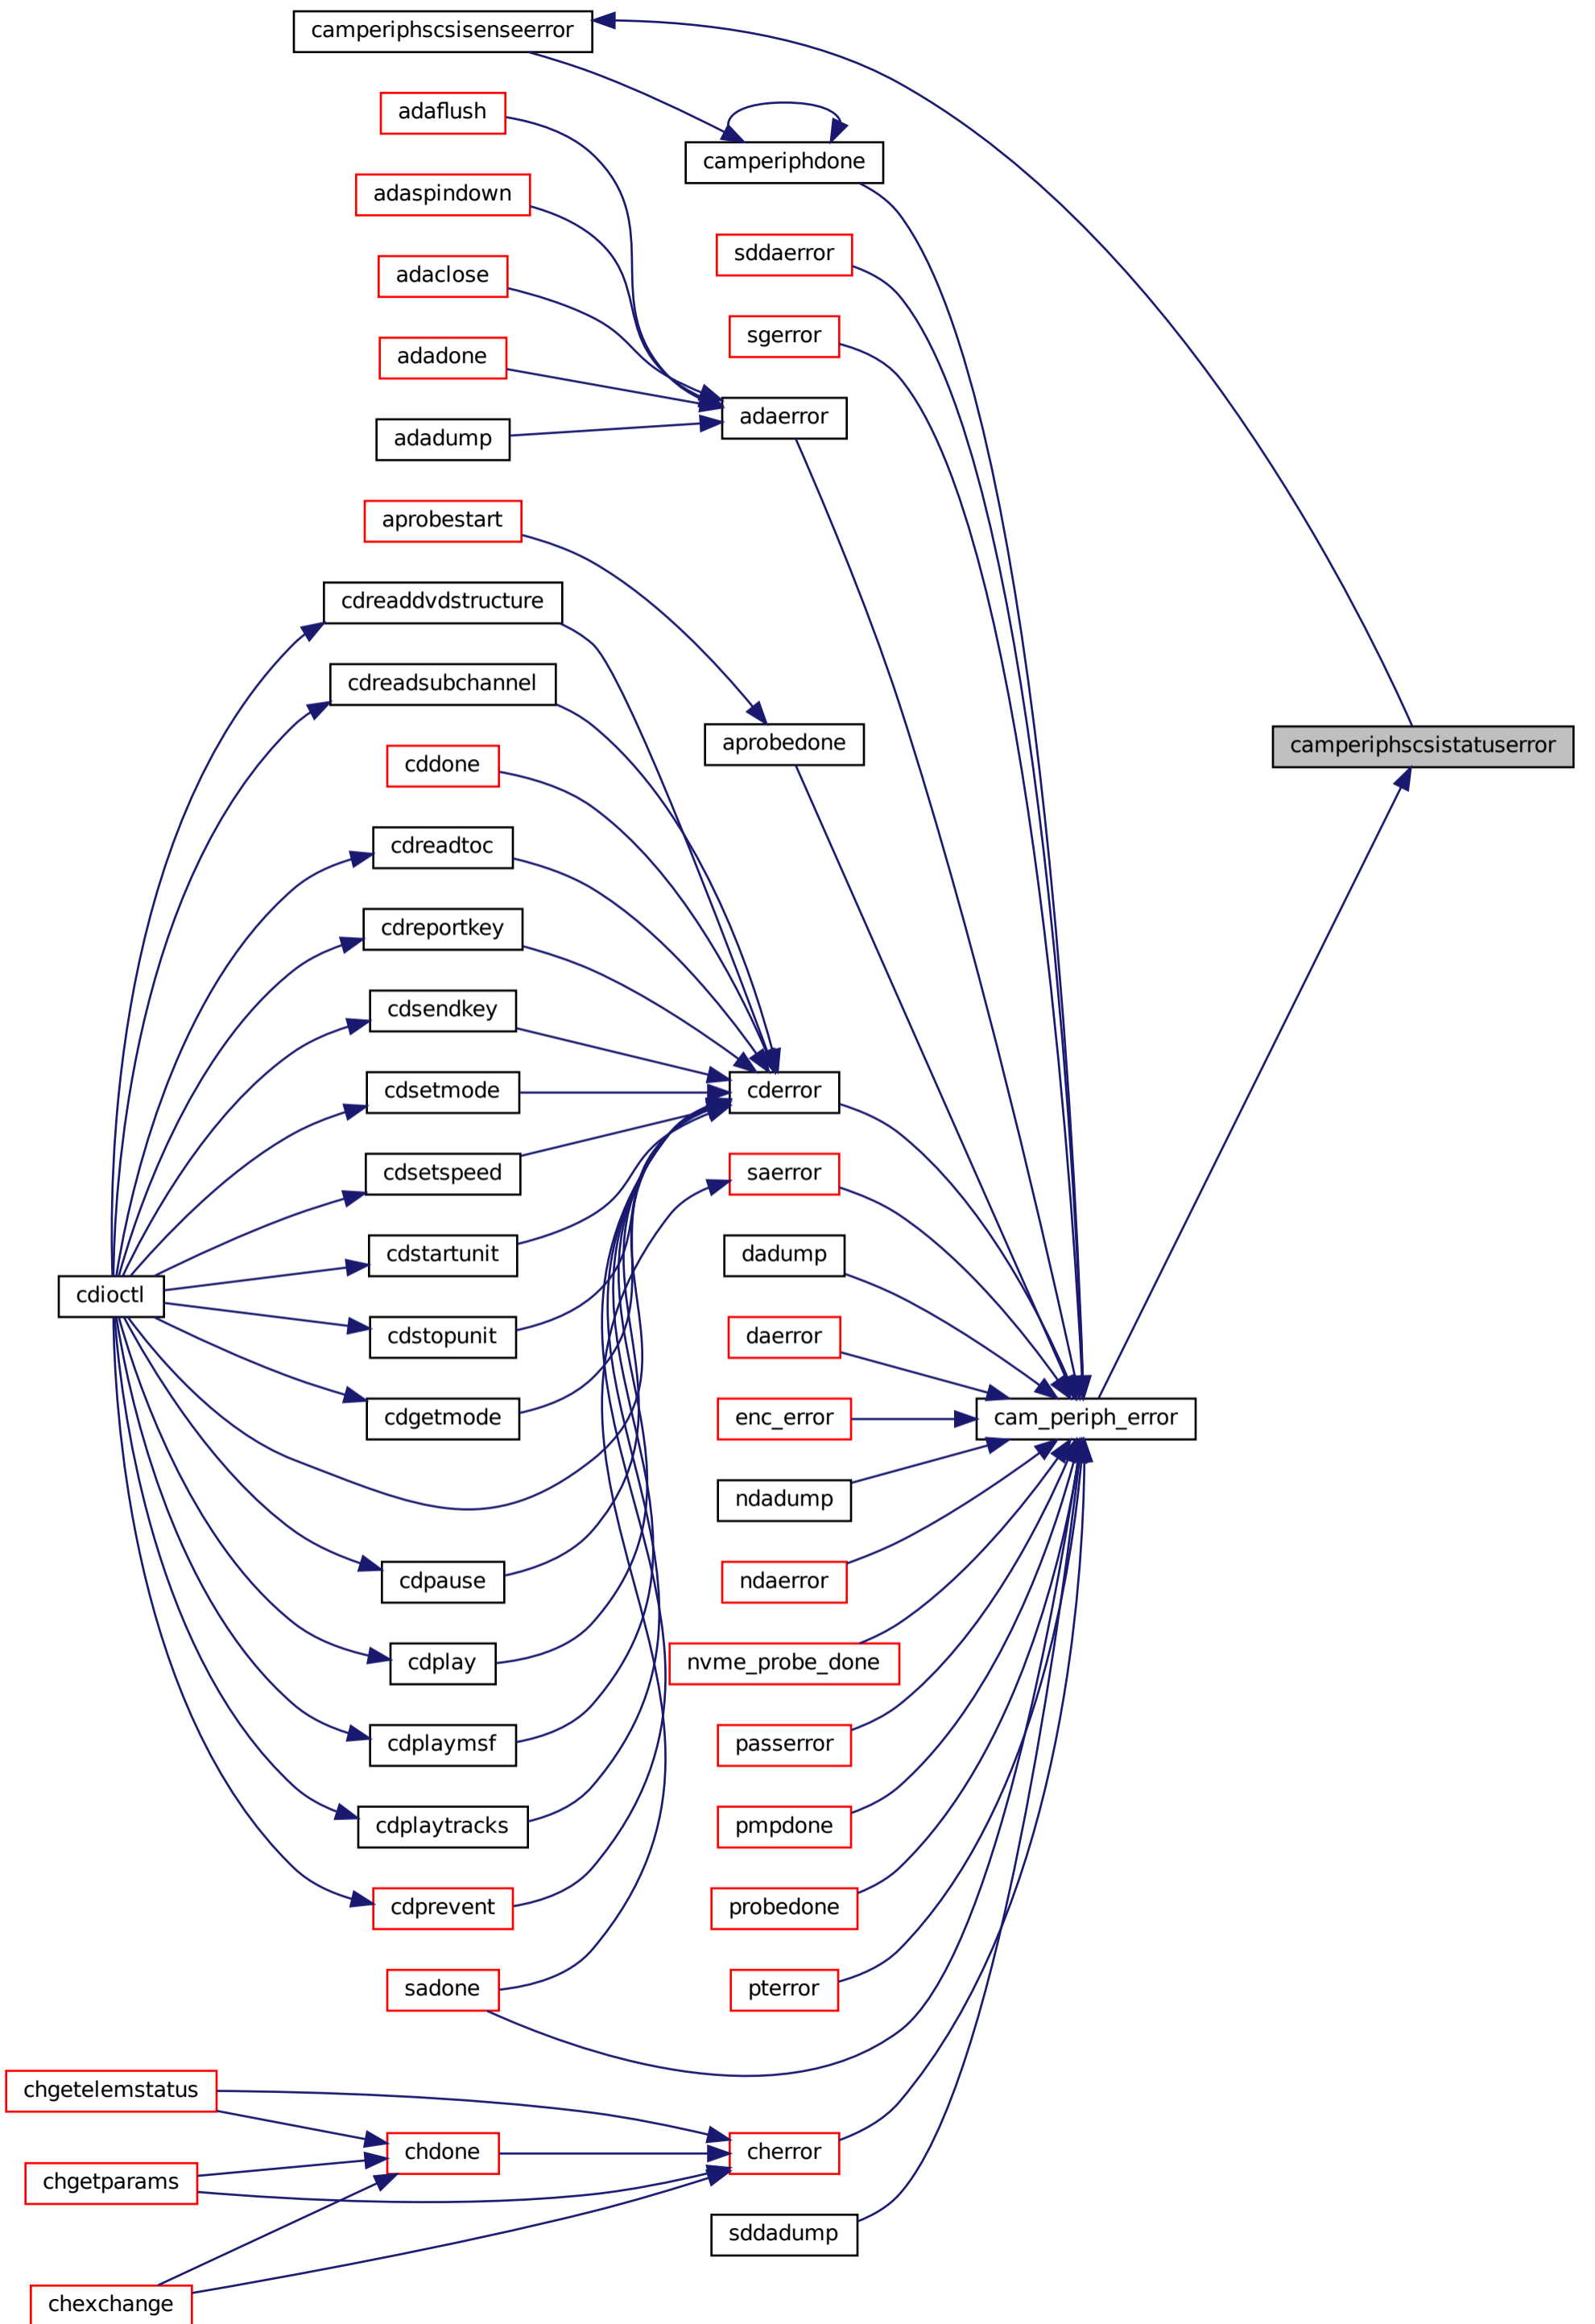 camperiphscsisenseerror
adaflush
camperiphdone
adaspindown
sddaerror
adaclose
sgerror
adadone
adaerror
adadump
aprobestart
cdreaddvdstructure
cdreadsubchannel
aprobedone
camperiphscsistatuserror
cddone
cdreadtoc
cdreportkey
cdsendkey
cdsetmode
cderror
cdsetspeed
saerror
cdstartunit
dadump
cdioctl
cdstopunit
daerror
cdgetmode
enc_error
cam_periph_error
ndadump
cdpause
ndaerror
cdplay
nvme_probe_done
cdplaymsf
passerror
cdplaytracks
pmpdone
cdprevent
probedone
sadone
pterror
chgetelemstatus
chdone
cherror
chgetparams
sddadump
chexchange